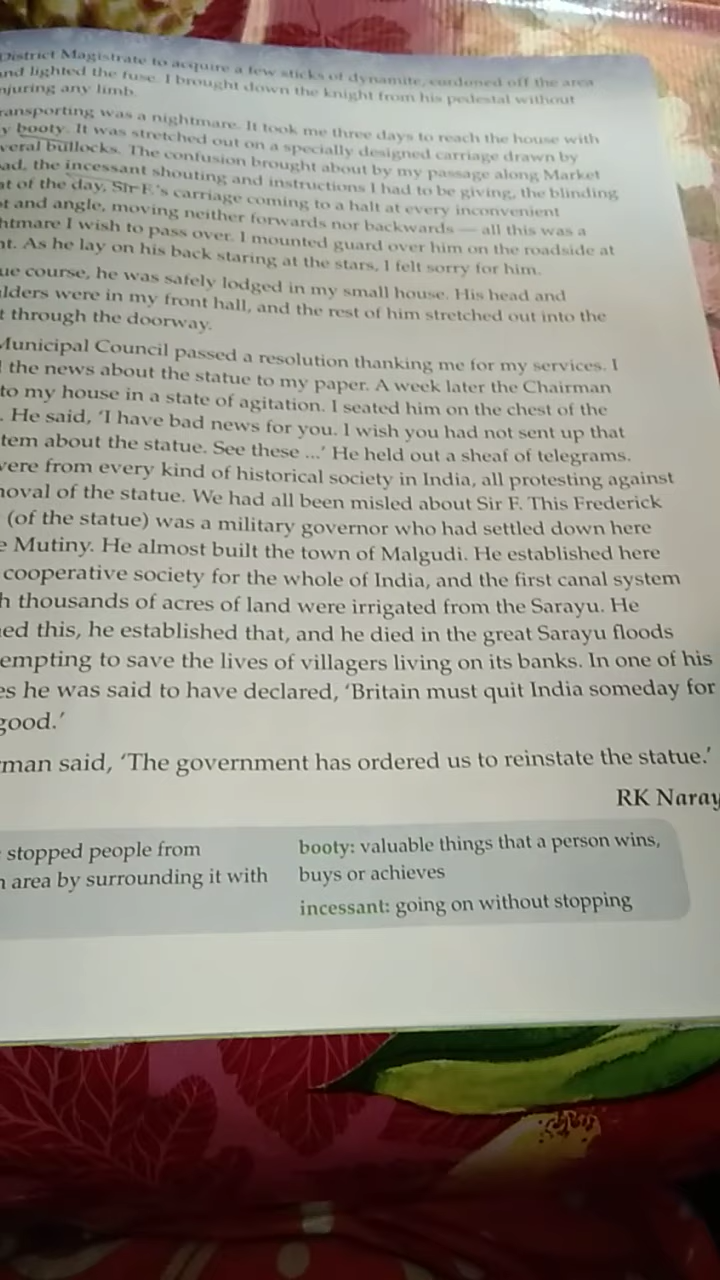 District Magistrate to acquire a few sticks of dynamite, cordoned off the area
nd lighted the fuse. I brought down the knight from his pedestal without
njuring any limb.
ransporting was a nightmare. It took me three days to reach the house with
y booty. It was stretched out on a specially designed carriage drawn by
veral bullocks. The confusion brought about by my passage along Market
ad, the incessant shouting and instructions I had to be giving, the blinding
at of the day, Sir F.'s carriage coming to a halt at every inconvenient
t and angle, moving neither forwards nor backwards — all this was a
htmare I wish to pass over. I mounted guard over him on the roadside at
ht. As he lay on his back staring at the stars, I felt sorry for him.
ue course, he was safely lodged in my small house. His head and
ulders were in my front hall, and the rest of him stretched out into the
t through the doorway.
Municipal Council passed a resolution thanking me for my services. I
the news about the statue to my paper. A week later the Chairman
to my house in a state of agitation. I seated him on the chest of the
. He said, 'I have bad news for you. I wish you had not sent up that
tem about the statue. See these ...' He held out a sheaf of telegrams.
were from every kind of historical society in India, all protesting against
moval of the statue. We had all been misled about Sir F. This Frederick
(of the statue) was a military governor who had settled down here
e Mutiny. He almost built the town of Malgudi. He established here
cooperative society for the whole of India, and the first canal system
h thousands of acres of land were irrigated from the Sarayu. He
ed this, he established that, and he died in the great Sarayu floods
empting to save the lives of villagers living on its banks. In one of his
es he was said to have declared, 'Britain must quit India someday for
good.'
man said, 'The government has ordered us to reinstate the statue.'
RK Naray
stopped people from
n area by surrounding it with
booty: valuable things that a person wins,
buys or achieves
incessant: going on without stopping